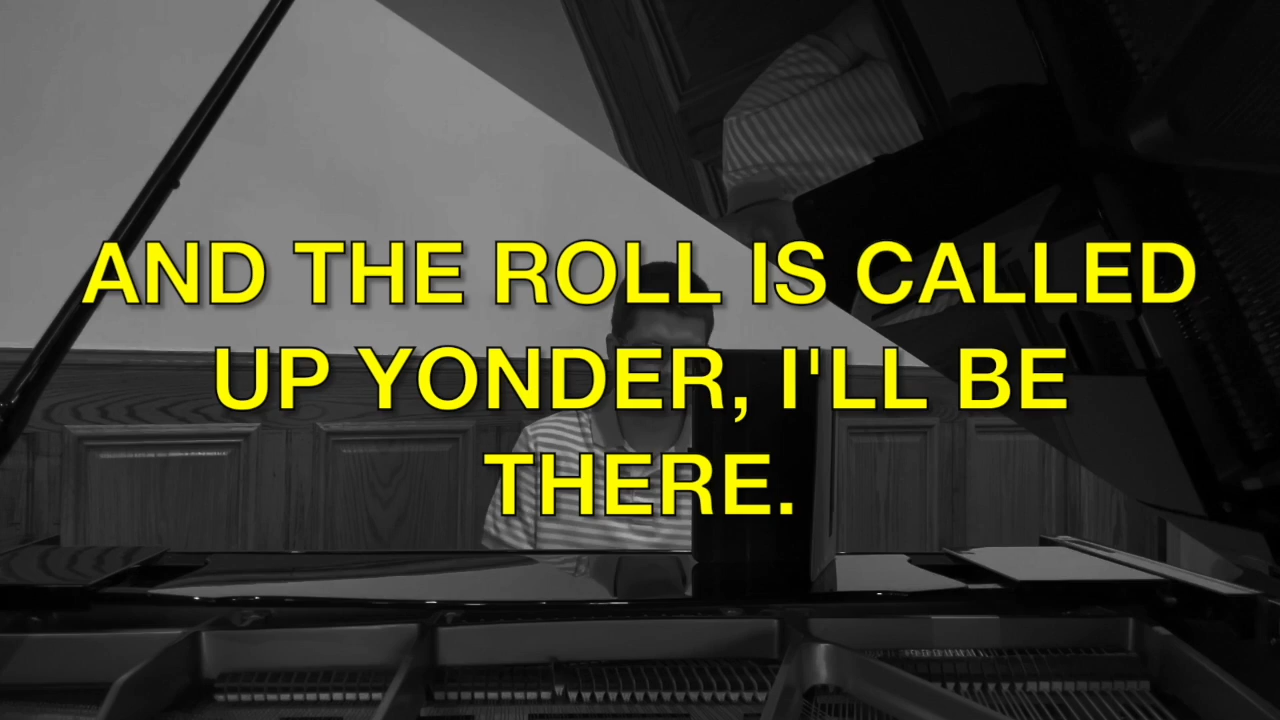 AND THE ROLL IS CALLED
UP YONDER, I'LL BE
THERE.